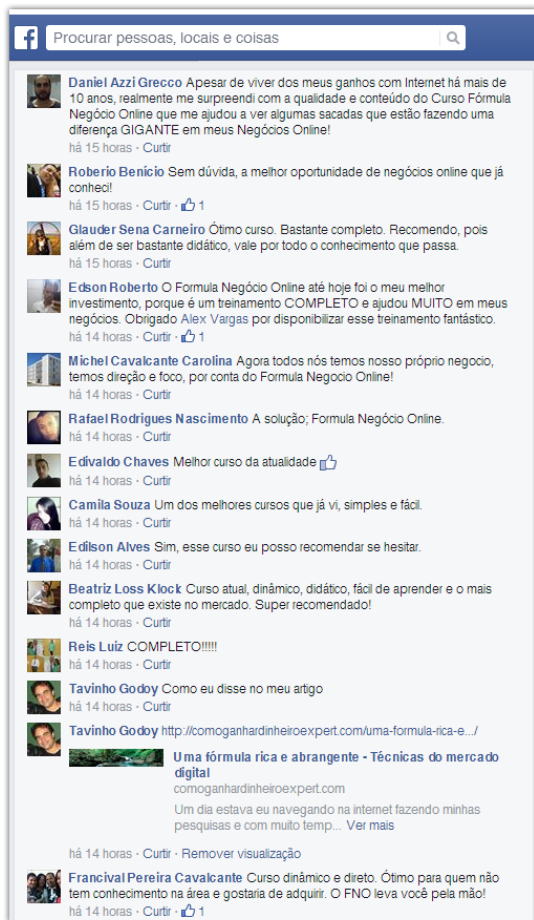 Procurar pessoas, locais e coisas
Daniel Azzi Grecco Apesar de viver dos meus ganhos com Internet há mais de
10 anos, realmente me surpreendi com a qualidade e conteúdo do Curso Fórmula
Negócio Online que me ajudou a ver algumas sacadas que estão fazendo uma
diferença GIGANTE em meus Negócios Online!
há 15 horas · Curtir
Roberio Benício Sem dúvida, a melhor oportunidade de negócios online que já
conheci!
há 15 horas · Curtir · 1
Glauder Sena Carneiro Ótimo curso. Bastante completo. Recomendo, pois
além de ser bastante didático, vale por todo o conhecimento que passa.
há 15 horas · Curtir
Edson Roberto O Formula Negócio Online até hoje foi o meu melhor
investimento, porque é um treinamento COMPLETO e ajudou MUITO em meus
negócios. Obrigado Alex Vargas por disponibilizar esse treinamento fantástico.
há 14 horas · Curtir · 1
Michel Cavalcante Carolina Agora todos nós temos nosso próprio negocio,
temos direção e foco, por conta do Formula Negocio Online!
há 14 horas · Curtir
Rafael Rodrigues Nascimento A solução; Formula Negócio Online.
há 14 horas · Curtir
Edivaldo Chaves Melhor curso da atualidade
há 14 horas · Curtir
Camila Souza Um dos melhores cursos que já vi, simples e fácil.
há 14 horas · Curtir
Edilson Alves Sim, esse curso eu posso recomendar se hesitar.
há 14 horas · Curtir
Beatriz Loss Klock Curso atual, dinâmico, didático, fácil de aprender e o mais
completo que existe no mercado. Super recomendado!
há 14 horas · Curtir
Reis Luiz COMPLETO!!!!!
há 14 horas · Curtir
Tavinho Godoy Como eu disse no meu artigo
há 14 horas · Curtir
Tavinho Godoy http://comoganhardinheiroexpert.com/uma-formula-rica-e.../
Uma fórmula rica e abrangente - Técnicas do mercado
digital
comoganhardinheiroexpert.com
Um dia estava eu navegando na internet fazendo minhas
pesquisas e com muito temp... Ver mais
há 14 horas · Curtir · Remover visualização
Francival Pereira Cavalcante Curso dinâmico e direto. Ótimo para quem não
tem conhecimento na área e gostaria de adquirir. O FNO leva você pela mão!
há 14 horas · Curtir · 1